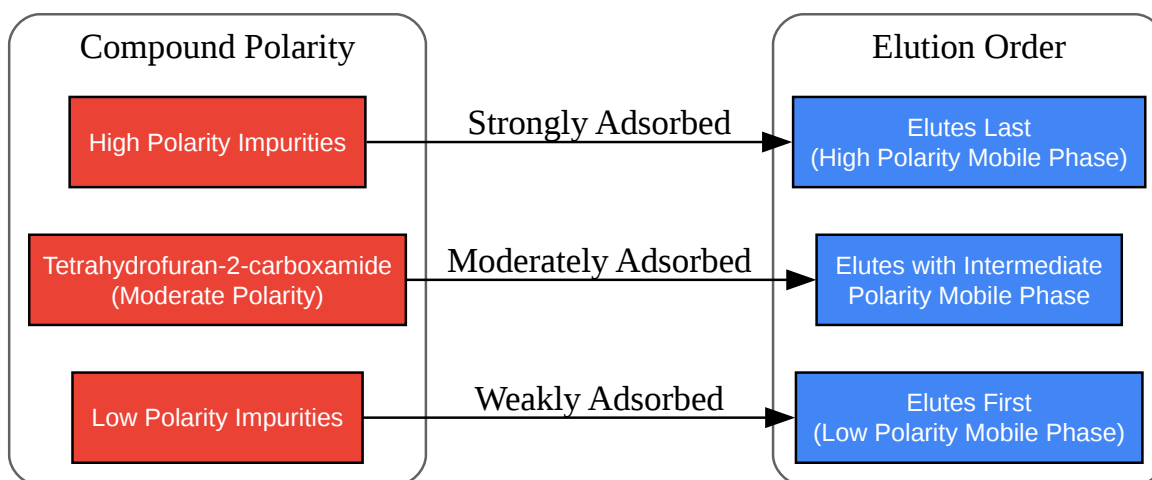 Compound Polarity
Elution Order
High Polarity Impurities
Strongly Adsorbed
Elutes Last
(High Polarity Mobile Phase)
Tetrahydrofuran-2-carboxamide
(Moderate Polarity)
Moderately Adsorbed
Elutes with Intermediate
Polarity Mobile Phase
Low Polarity Impurities
Weakly Adsorbed
Elutes First
(Low Polarity Mobile Phase)